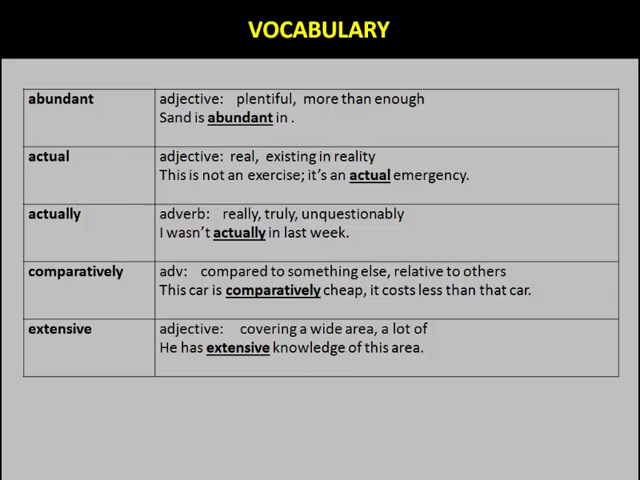 VOCABULARY
abundant
adjective: plentiful, more than enough
Sand is abundant in .
actual
adjective: real, existing in reality
This is not an exercise; it's an actual emergency.
actually
adverb: really, truly, unquestionably
I wasn't actually in last week.
comparatively
adv: compared to something else, relative to others
This car is comparatively cheap, it costs less than that car.
extensive
adjective: covering a wide area, a lot of
He has extensive knowledge of this area.